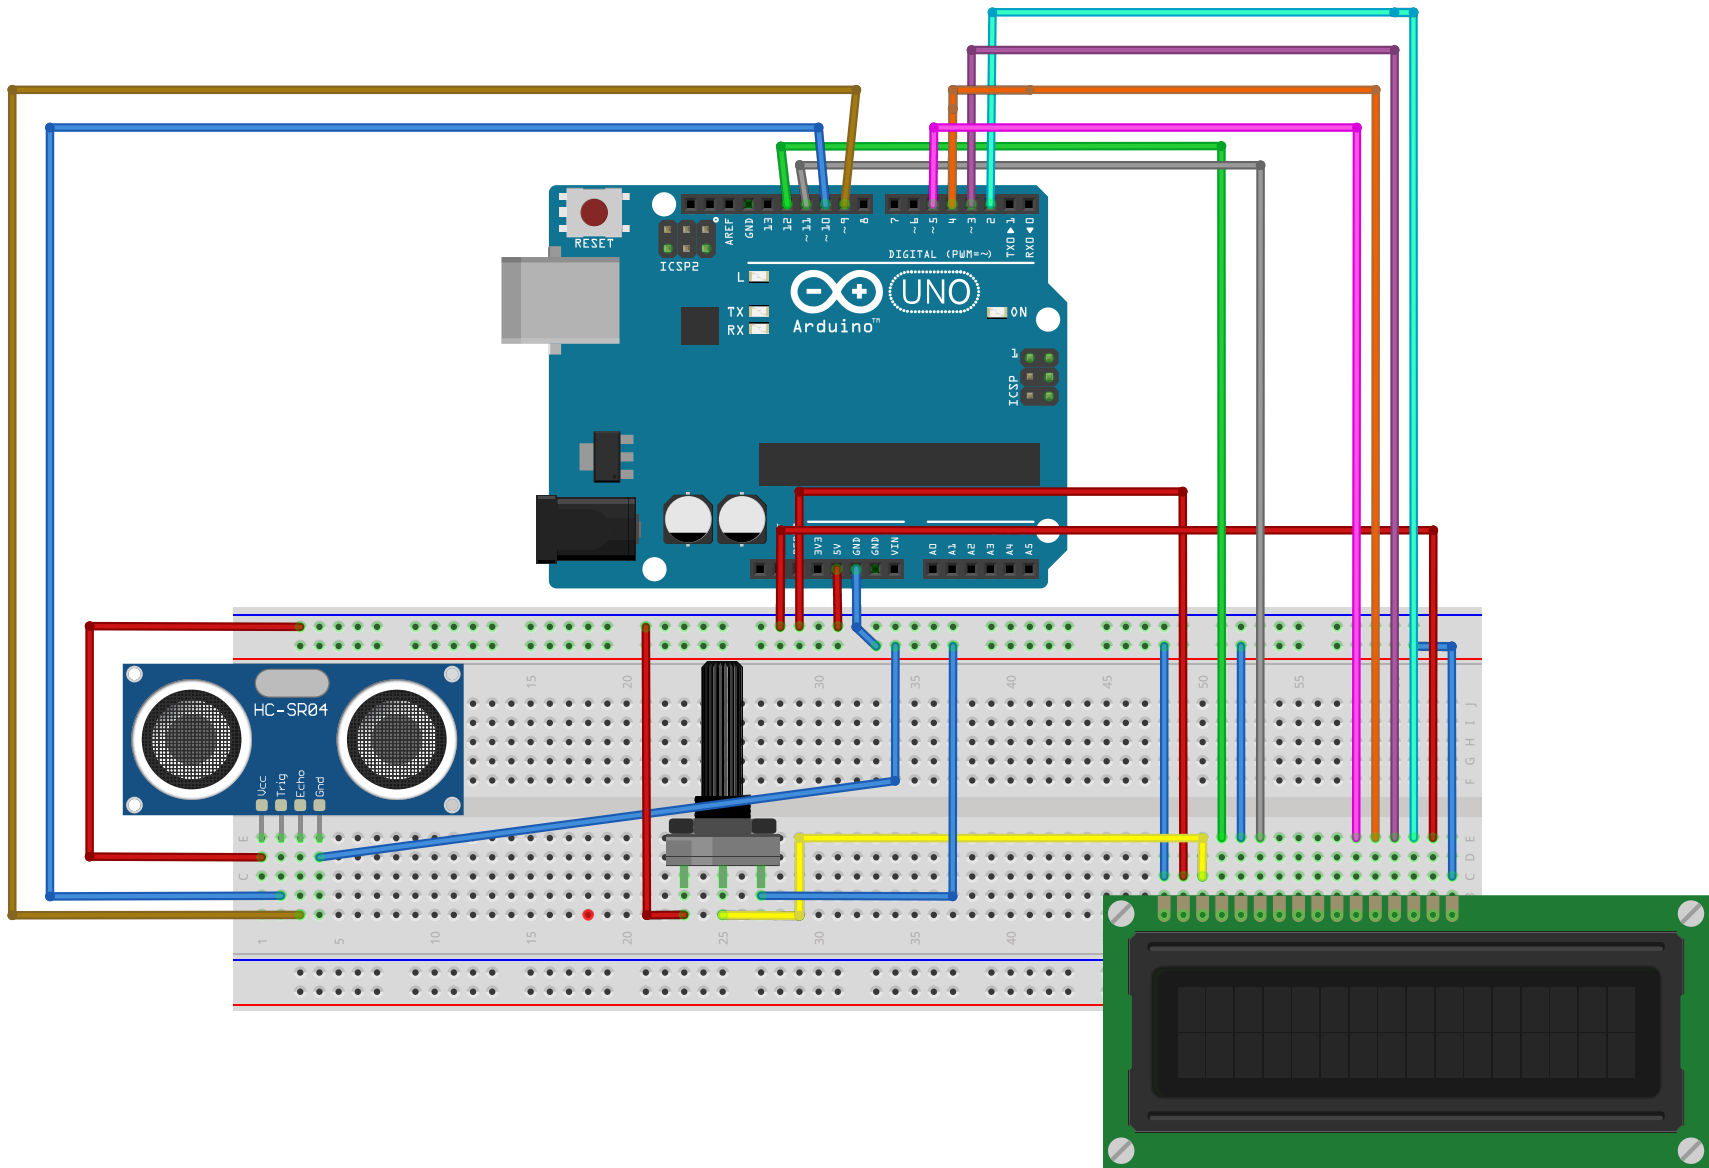 RESET
ICSP2
AREF
GND
13
12
~11
~10
~9
8
7
~6
~5
4
~3
2
TX0▶1
RX0◀0
DIGITAL (PWM=~)
L
TX
RX
Arduino™
UNO
ON
1
ICSP
3V3
5V
GND
GND
VIN
A0
A1
A2
A3
A4
A5
HC-SR04
Vcc
Trig
Echo
Gnd
15
20
30
35
40
45
50
55
J
I
H
G
F
E
C
E
D
C
1
5
10
15
20
25
30
35
40